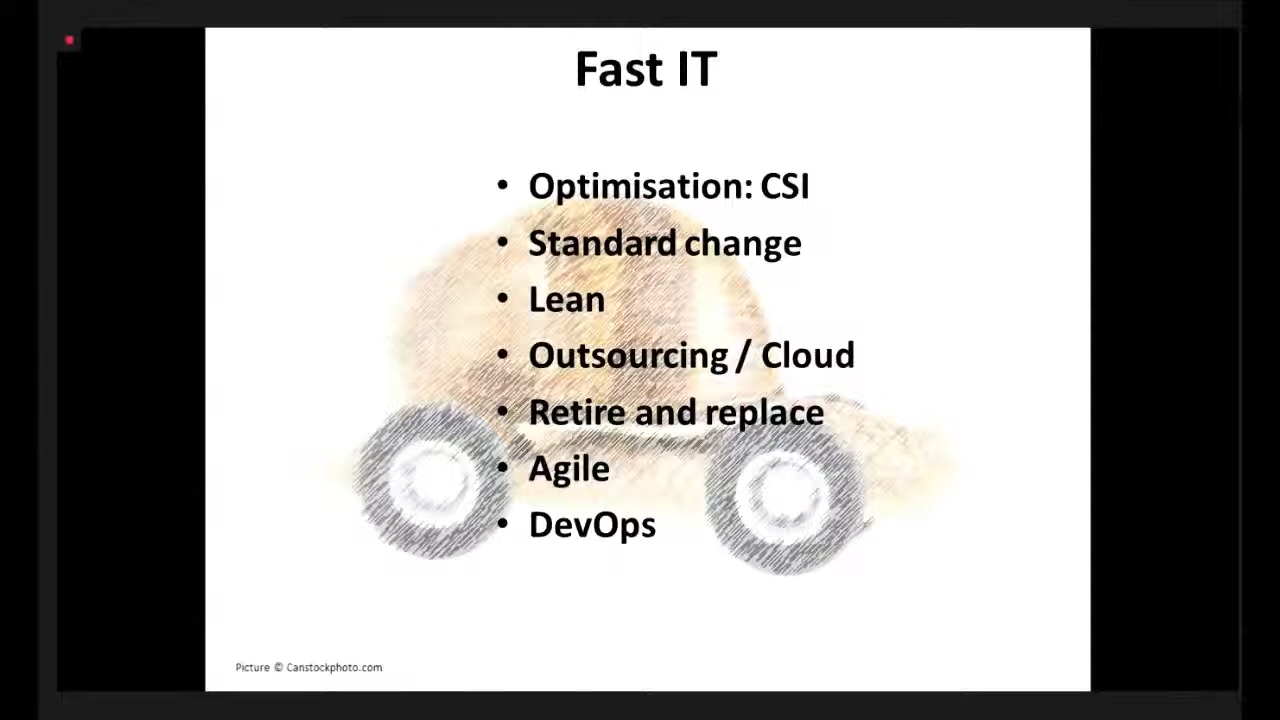 Fast IT
• Optimisation: CSI
• Standard change
• Lean
• Outsourcing / Cloud
• Retire and replace
• Agile
• DevOps
Picture © Canstockphoto.com